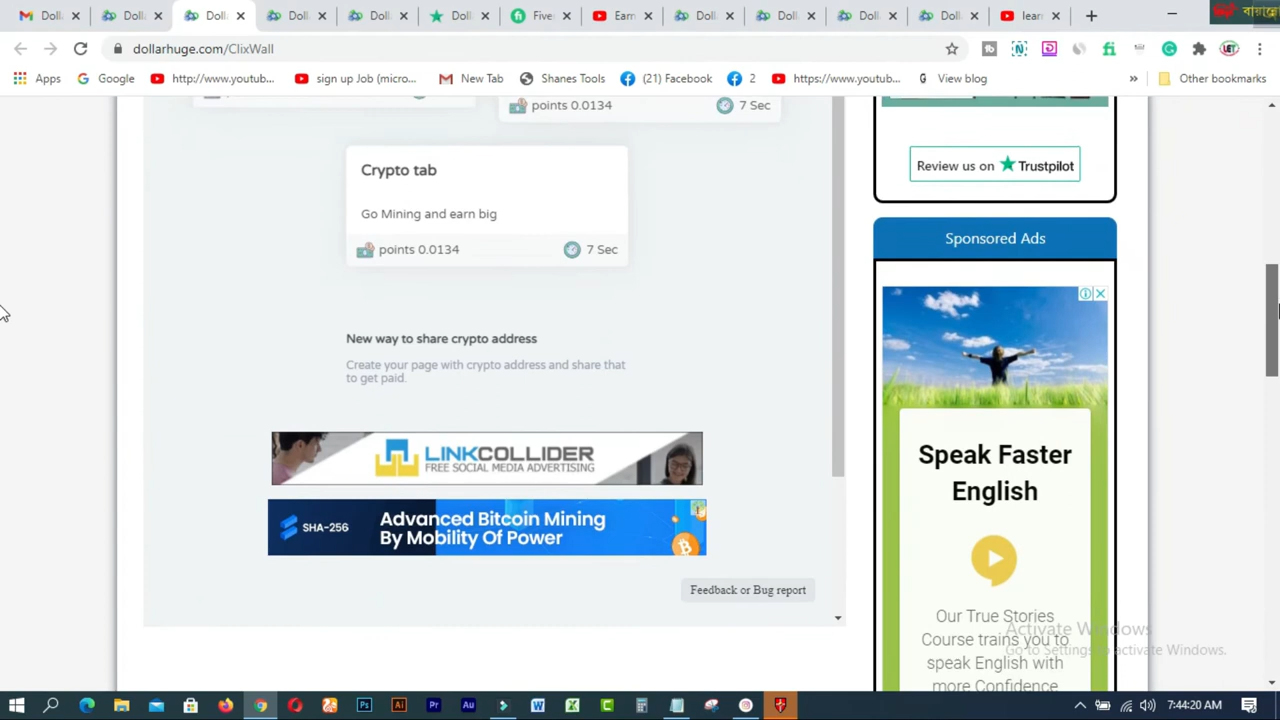 Dolla
Dolla
Dolla
Dolla
Dolla
Doll
Five
Earn
Doll
Doll
Doll
Doll
learn
বায়ান্নো
dollarhuge.com/ClixWall
Apps
Google
http://www.youtub...
sign up Job (micro...
New Tab
Shanes Tools
(21) Facebook
2
https://www.youtub...
View blog
»
Other bookmarks
points 0.0134
7 Sec
Crypto tab
Go Mining and earn big
points 0.0134
7 Sec
New way to share crypto address
Create your page with crypto address and share that
to get paid.
LINKCOLLIDER
FREE SOCIAL MEDIA ADVERTISING
SHA-256
Advanced Bitcoin Mining
By Mobility Of Power
Feedback or Bug report
Review us on Trustpilot
Sponsored Ads
Speak Faster
English
Our True Stories
Course trains you to
speak English with
more Confidence
Activate Windows
Go to Settings to activate Windows.
7:44:20 AM